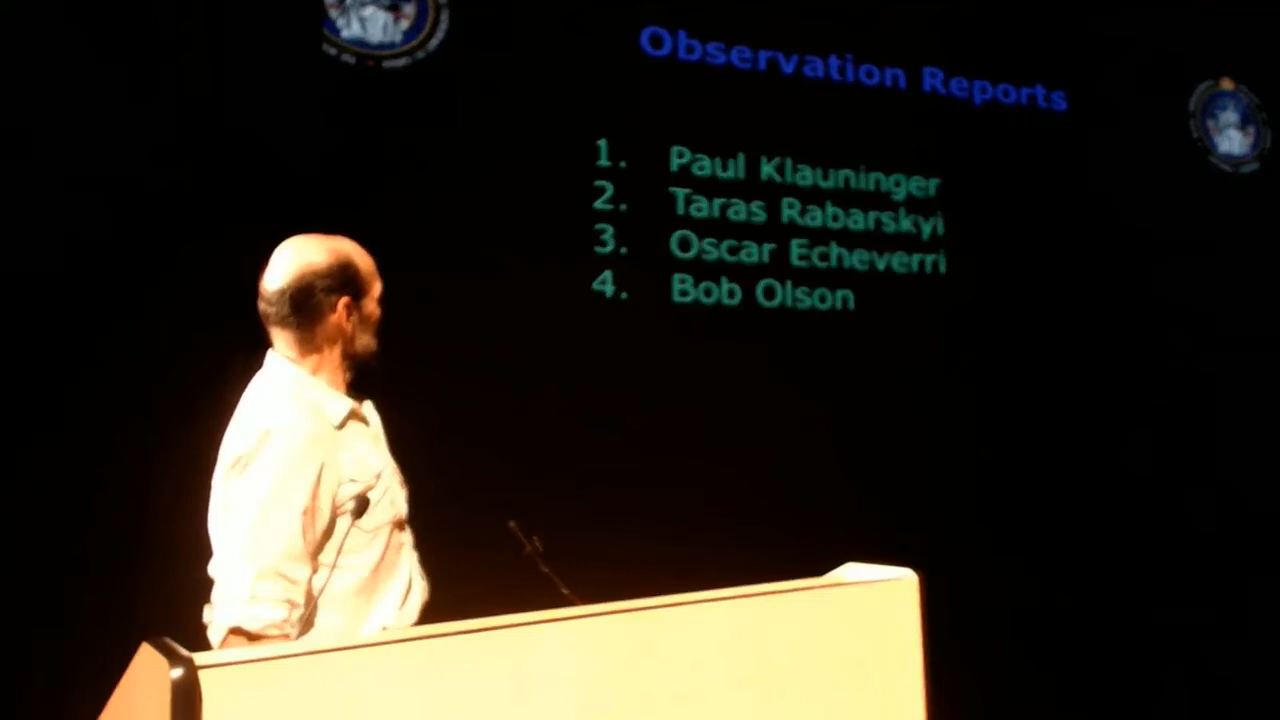 Observation Reports
1. Paul Klauninger
2. Taras Rabarskyi
3. Oscar Echeverri
4. Bob Olson